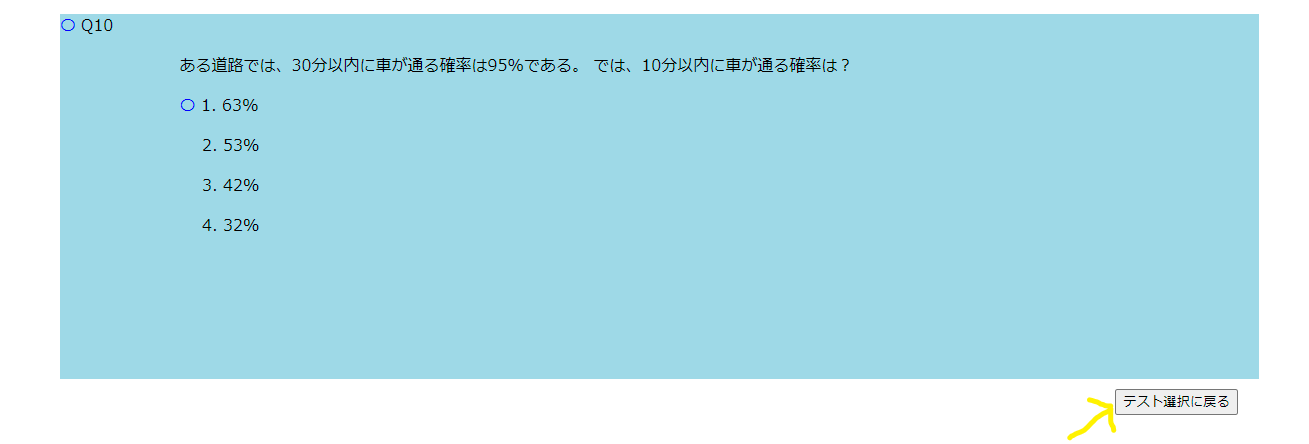 〇 Q10
ある道路では、30分以内に車が通る確率は95%である。 では、10分以内に車が通る確率は？
〇 1. 63%
2. 53%
3. 42%
4. 32%
テスト選択に戻る